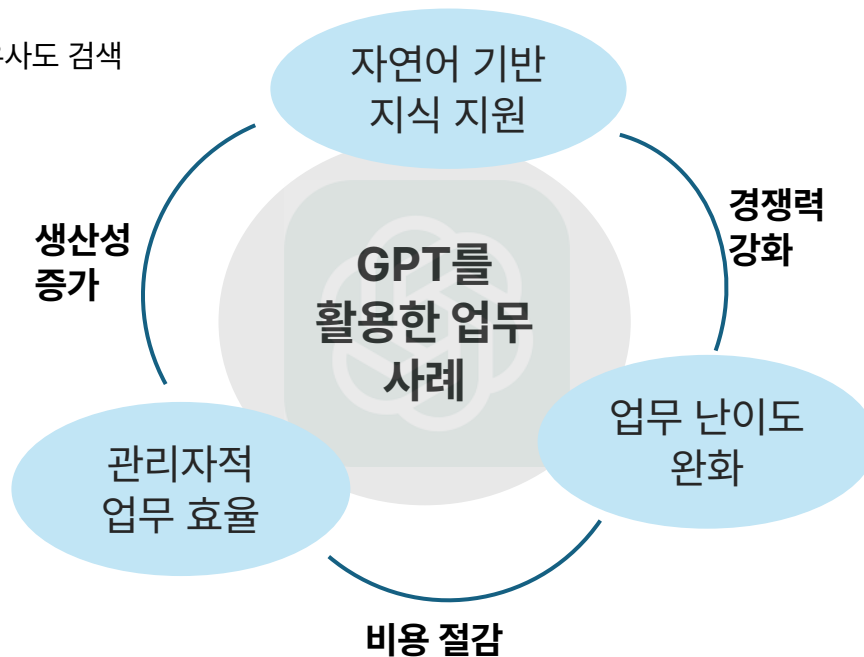 사도 검색
자연어 기반
지식 지원
생산성
증가
경쟁력
강화
GPT를
활용한 업무
사례
업무 난이도
완화
관리자적
업무 효율
비용 절감